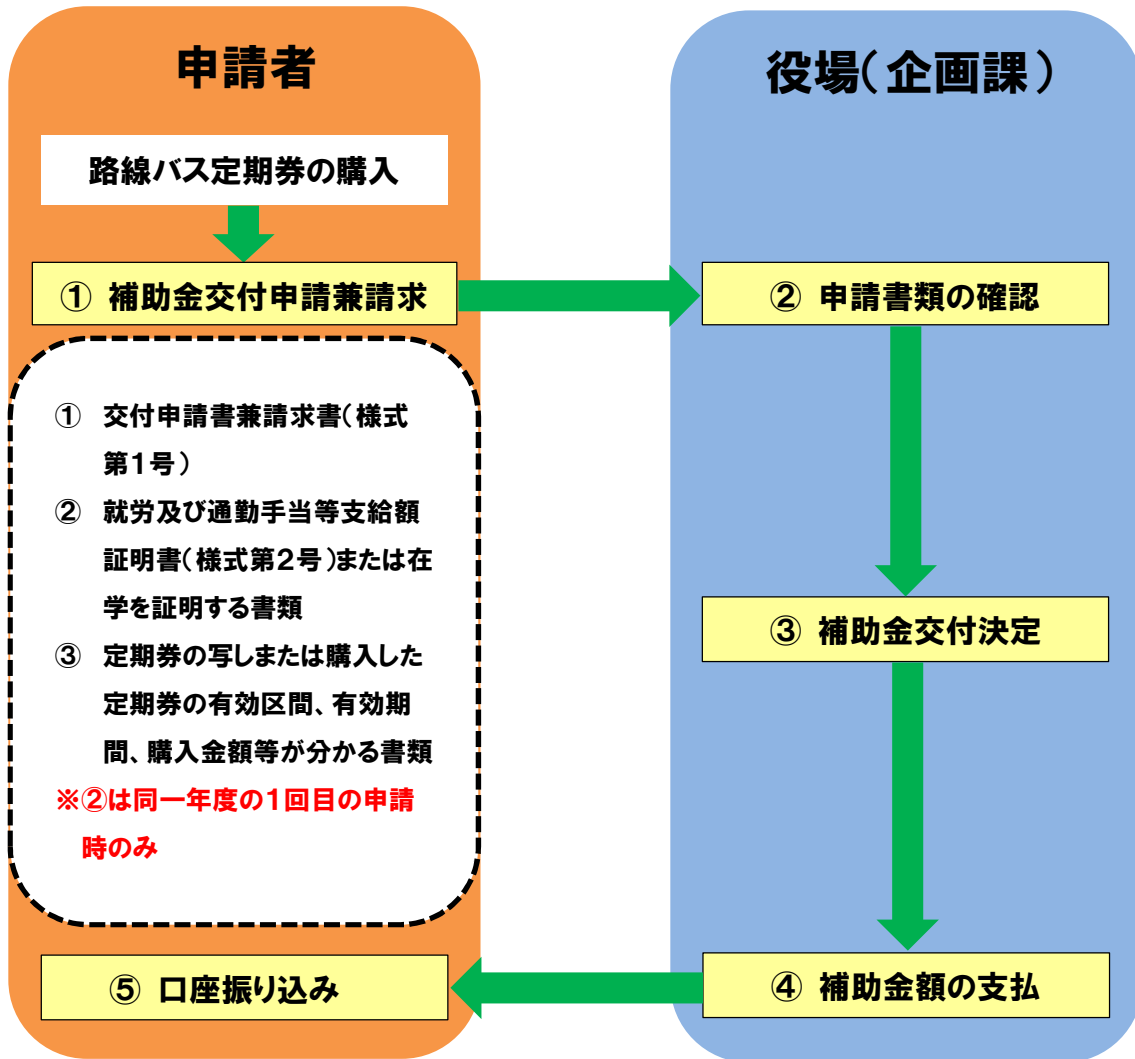 申請者
路線バス定期券の購入
① 補助金交付申請兼請求
① 交付申請書兼請求書(様式
第1号)
② 就労及び通勤手当等支給額
証明書(様式第2号)または在
学を証明する書類
③ 定期券の写しまたは購入した
定期券の有効区間、有効期
間、購入金額等が分かる書類
※②は同一年度の1回目の申請
時のみ
⑤ 口座振り込み
役場(企画課)
② 申請書類の確認
③ 補助金交付決定
④ 補助金額の支払